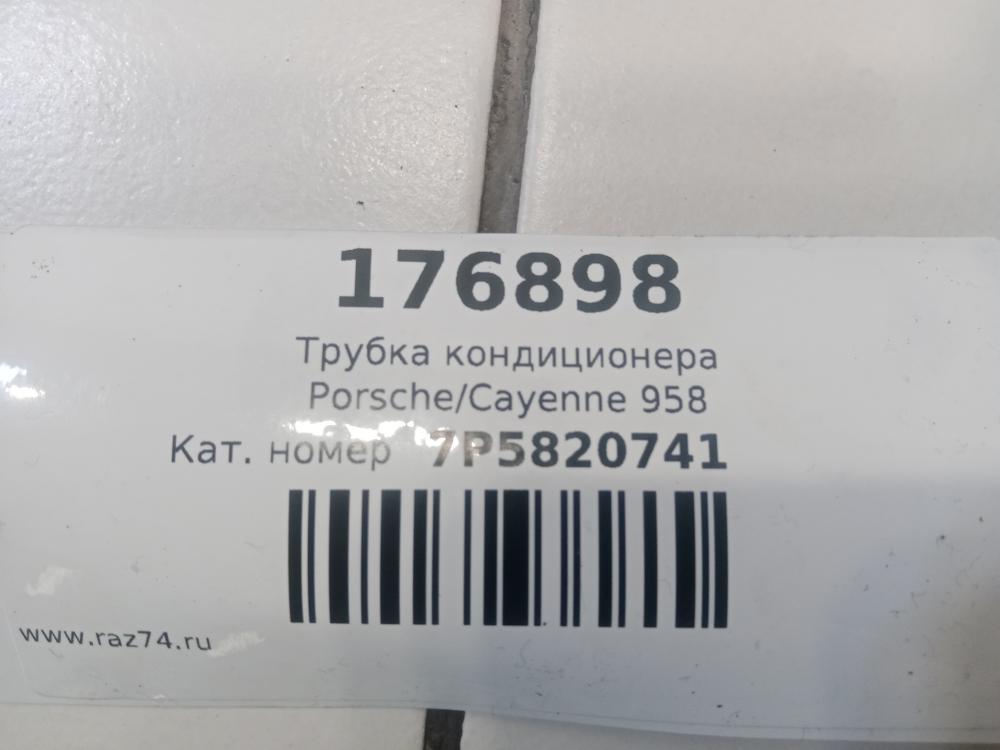 176898
Трубка кондиционера
Porsche/Cayenne 958
Кат. номер 7P5820741
www.raz74.ru